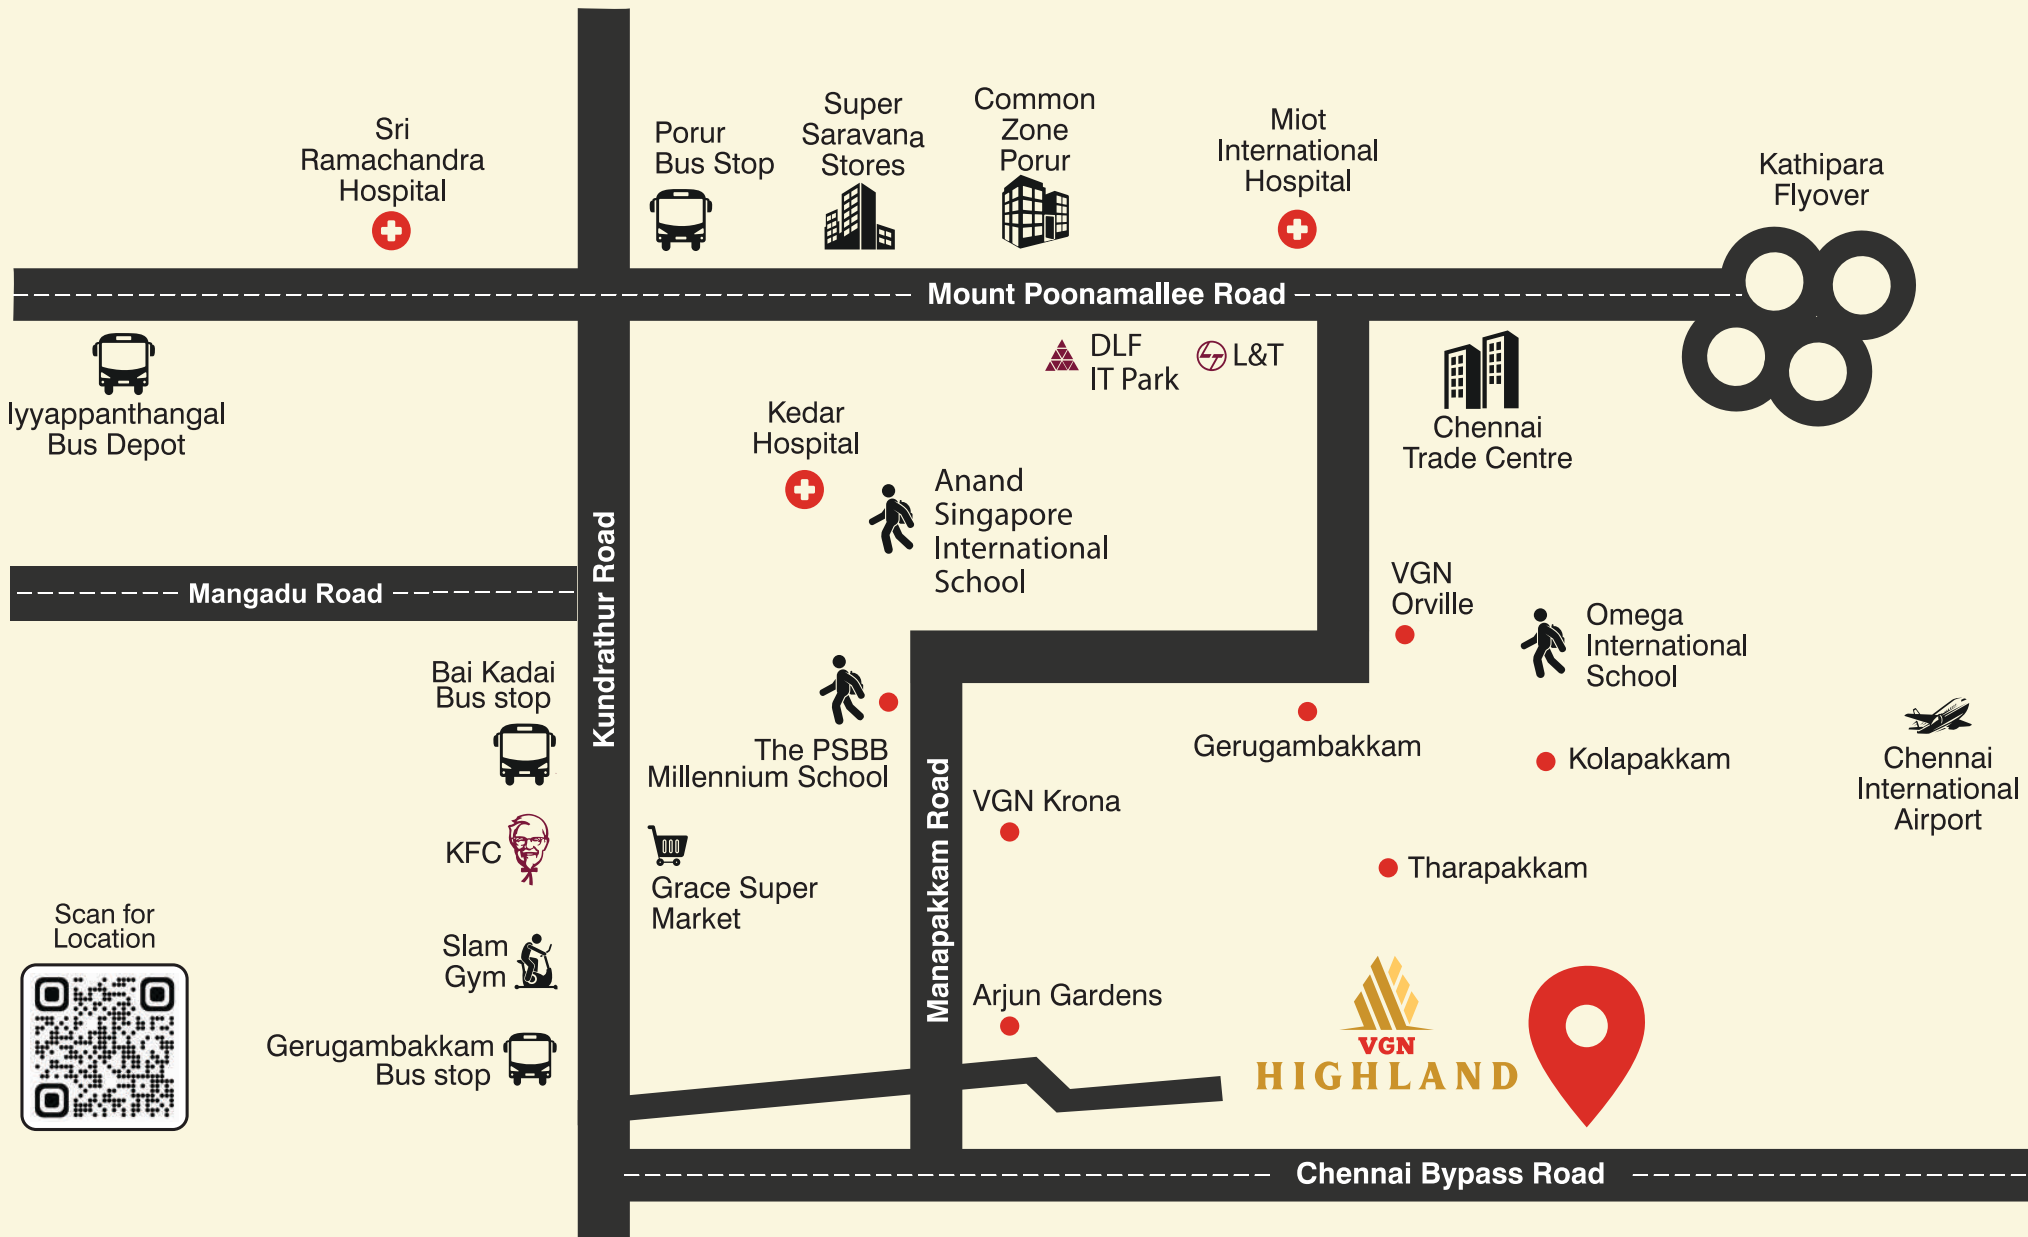 Sri
Ramachandra
Hospital
Porur
Bus Stop
Super
Saravana
Stores
Common
Zone
Porur
Miot
International
Hospital
Kathipara
Flyover
Mount Poonamallee Road
Iyyappanthangal
Bus Depot
DLF
IT Park
L&T
Chennai
Trade Centre
Kedar
Hospital
Anand
Singapore
International
School
Kundrathur Road
Mangadu Road
VGN
Orville
Omega
International
School
Bai Kadai
Bus stop
The PSBB
Millennium School
Gerugambakkam
Kolapakkam
Chennai
International
Airport
VGN Krona
Manapakkam Road
KFC
Grace Super
Market
Tharapakkam
Scan for
Location
Slam
Gym
Arjun Gardens
Gerugambakkam
Bus stop
VGN
HIGHLAND
Chennai Bypass Road